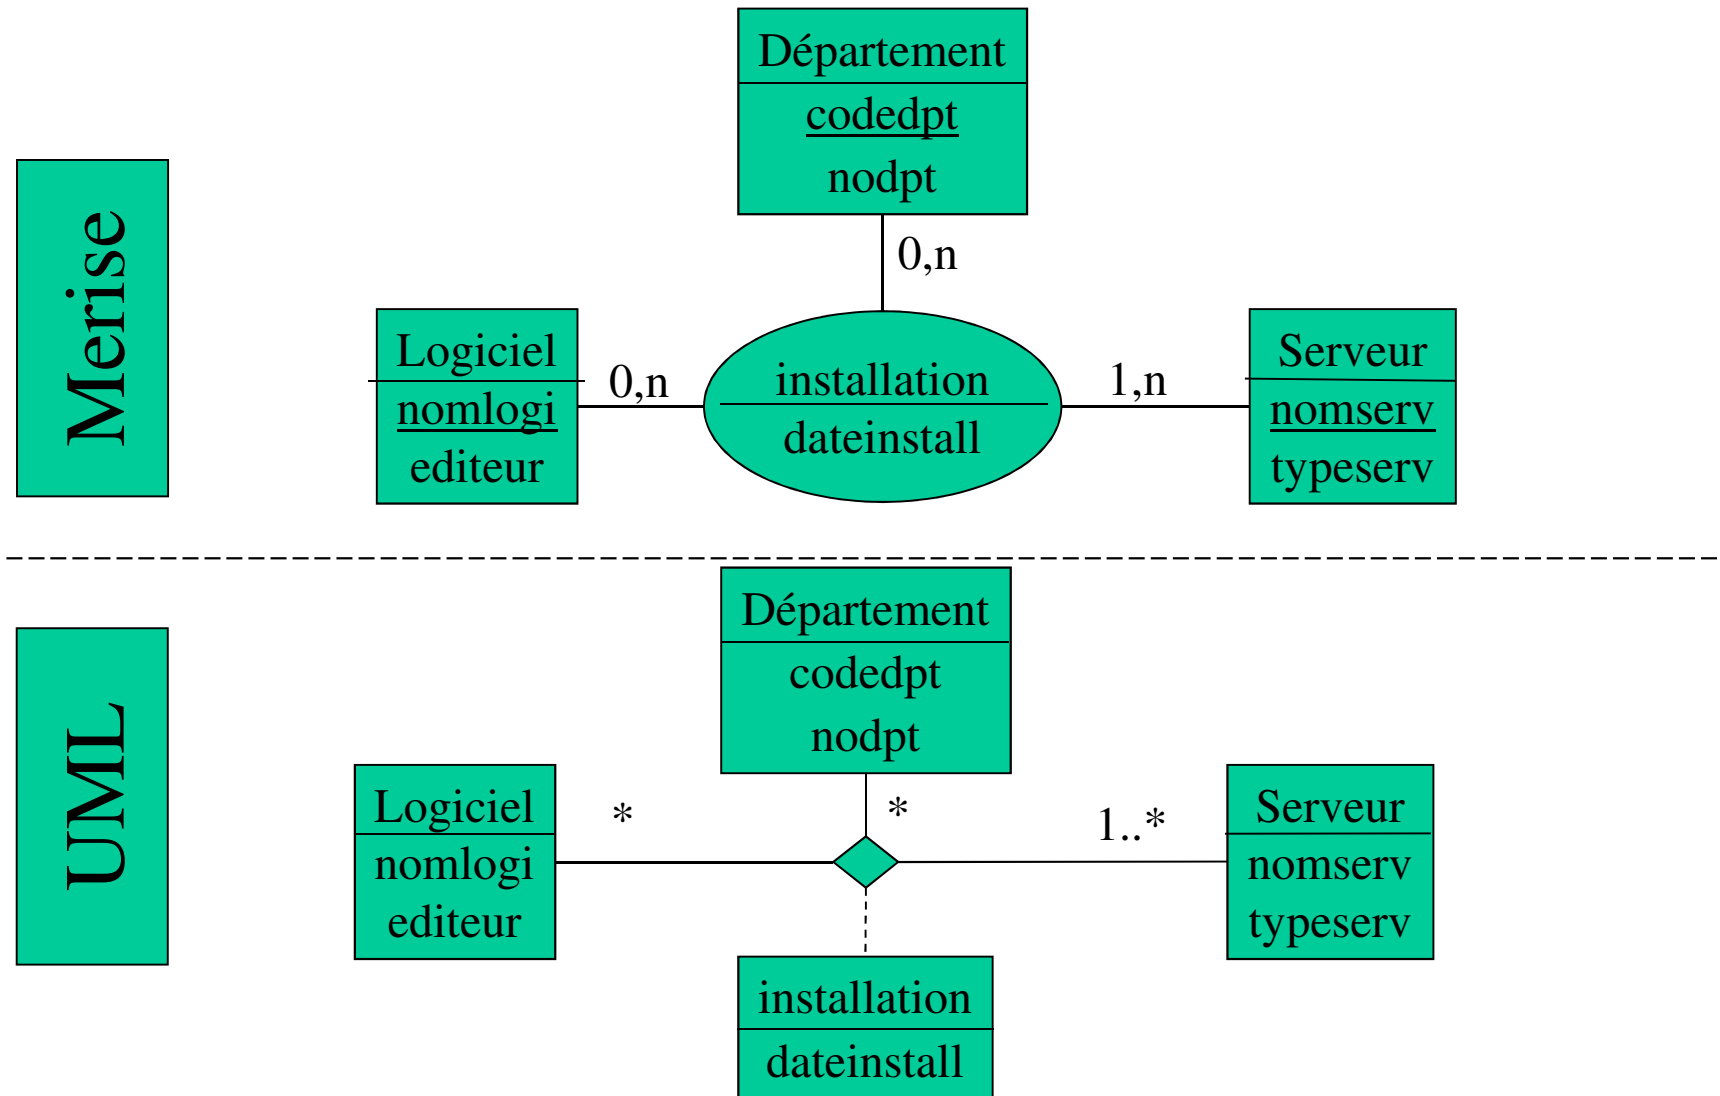 Merise
Département
codedpt
nodpt
0,n
Logiciel
nomlogi
editeur
0,n
installation
dateinstall
1,n
Serveur
nomserv
typeserv
UML
Département
codedpt
nodpt
*
Logiciel
nomlogi
editeur
*
1..*
Serveur
nomserv
typeserv
installation
dateinstall